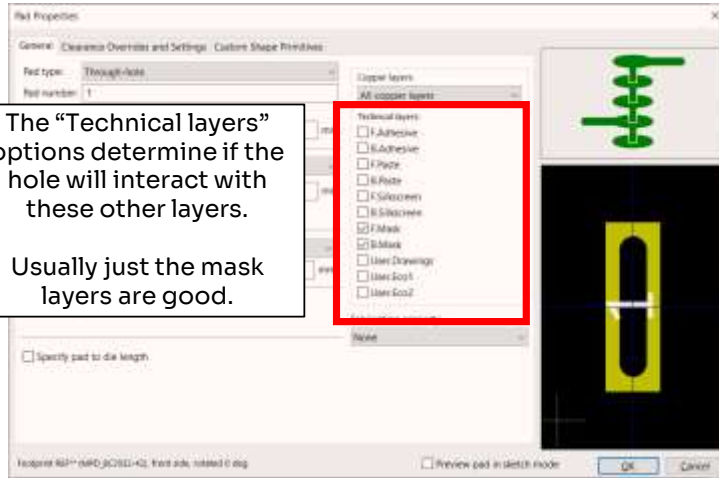 Pad Properties
General Clearance Overrides and Settings Custom Shape Primitives
Pad type: Through-hole
Pad number: 1
Copper layers:
All copper layers
Technical layers:
F.Adhesive
B.Adhesive
F.Paste
B.Paste
F.Silkscreen
B.Silkscreen
F.Mask
B.Mask
User.Drawings
User.Eco1
User.Eco2
The “Technical layers”
options determine if the
hole will interact with
these other layers.
Usually just the mask
layers are good.
None
Specify pad to die length
1
Preview pad in sketch mode
OK
Cancel